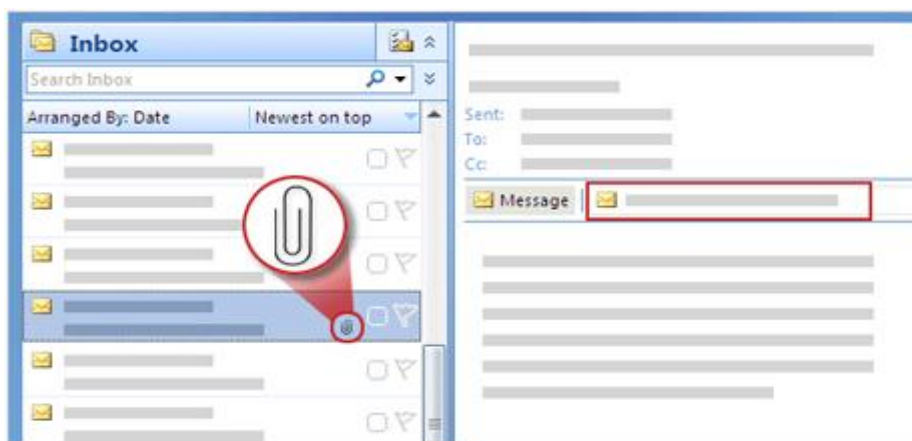 Inbox
Search Inbox
Arranged By: Date Newest on top
Sent:
To:
Cc:
Message